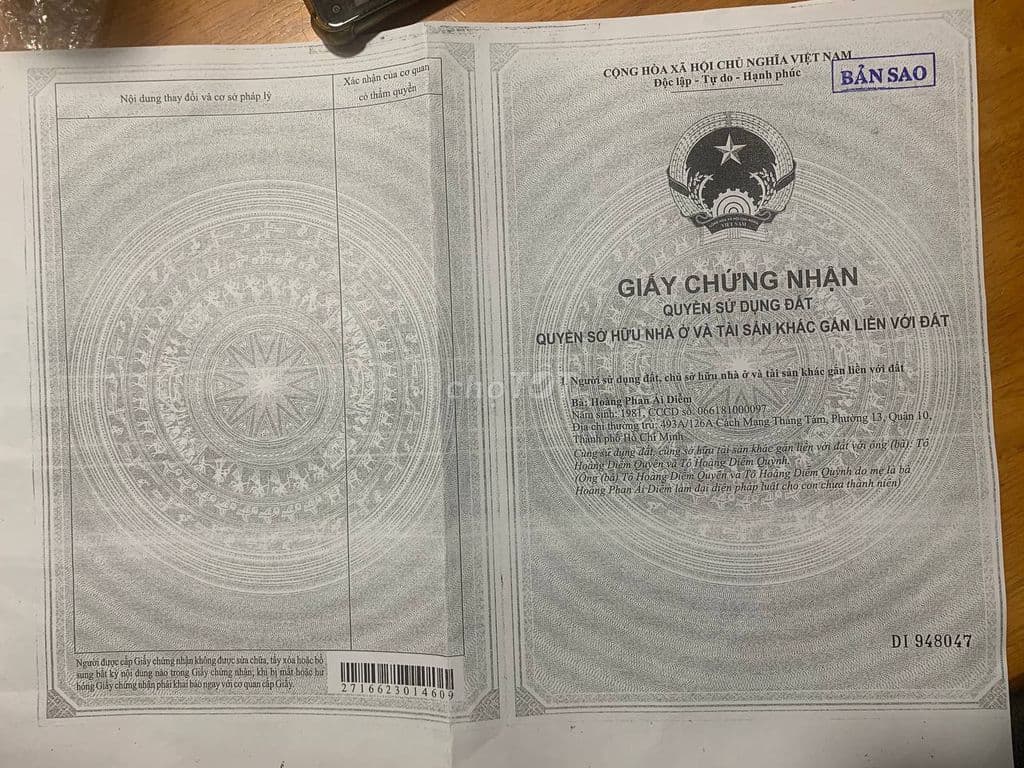 Nội dung thay đổi và cơ sở pháp lý
Xác nhận của cơ quan
có thẩm quyền
Người được cấp Giấy chứng nhận không được sửa chữa, tẩy xóa hoặc bổ
sung bất kỳ nội dung nào trong Giấy chứng nhận; khi bị mất hoặc hư
hỏng Giấy chứng nhận phải khai báo ngay với cơ quan cấp Giấy.
2716623014609
CỘNG HÒA XÃ HỘI CHỦ NGHĨA VIỆT NAM
Độc lập - Tự do - Hạnh phúc
BẢN SAO
VIỆT NAM
GIẤY CHỨNG NHẬN
QUYỀN SỬ DỤNG ĐẤT
QUYỀN SỞ HỮU NHÀ Ở VÀ TÀI SẢN KHÁC GẮN LIỀN VỚI ĐẤT
I. Người sử dụng đất, chủ sở hữu nhà ở và tài sản khác gắn liền với đất
Bà: Hoàng Phan Ái Diễm
Năm sinh: 1981, CCCD số: 066181000097
Địa chỉ thường trú: 493A/126A Cách Mạng Tháng Tám, Phường 13, Quận 10,
Thành phố Hồ Chí Minh
Cùng sử dụng đất, cùng sở hữu tài sản khác gắn liền với đất với ông (bà): Tô
Hoàng Diễm Quyên và Tô Hoàng Diễm Quỳnh.
(Ông (bà) Tô Hoàng Diễm Quyên và Tô Hoàng Diễm Quỳnh do mẹ là bà
Hoàng Phan Ái Diễm làm đại diện pháp luật cho con chưa thành niên)
DI 948047